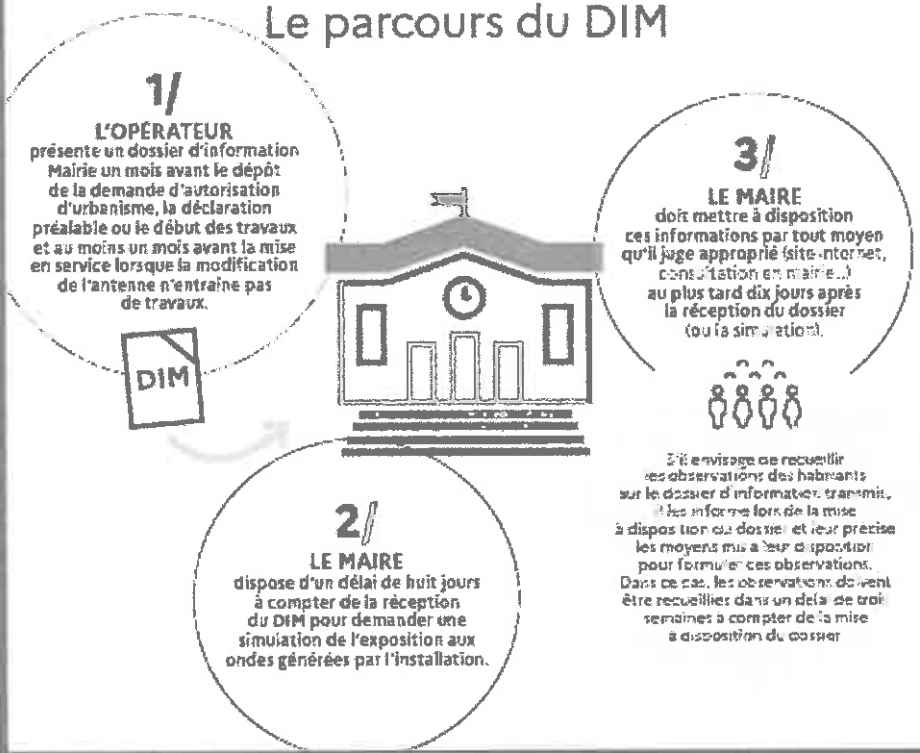 Le parcours du DIM
1/
L'OPÉRATEUR
présente un dossier d'information
Mairie un mois avant le dépôt
de la demande d'autorisation
d'urbanisme, la déclaration
préalable ou le début des travaux
et au moins un mois avant la mise
en service lorsque la modification
de l'antenne n'entraîne pas
de travaux.
DIM
2/
LE MAIRE
dispose d'un délai de huit jours
à compter de la réception
du DIM pour demander une
simulation de l'exposition aux
ondes générées par l'installation.
3/
LE MAIRE
doit mettre à disposition
ces informations par tout moyen
qu'il juge approprié (site internet,
consultation en mairie...)
au plus tard dix jours après
la réception du dossier
(ou la simulation).
S'il envisage de recueillir
les observations des habitants
sur le dossier d'information transmis,
il les informe lors de la mise
à disposition du dossier et leur précise
les moyens mis à leur disposition
pour formuler ces observations.
Dans ce cas, les observations doivent
être recueillies dans un délai de trois
semaines à compter de la mise
à disposition du dossier